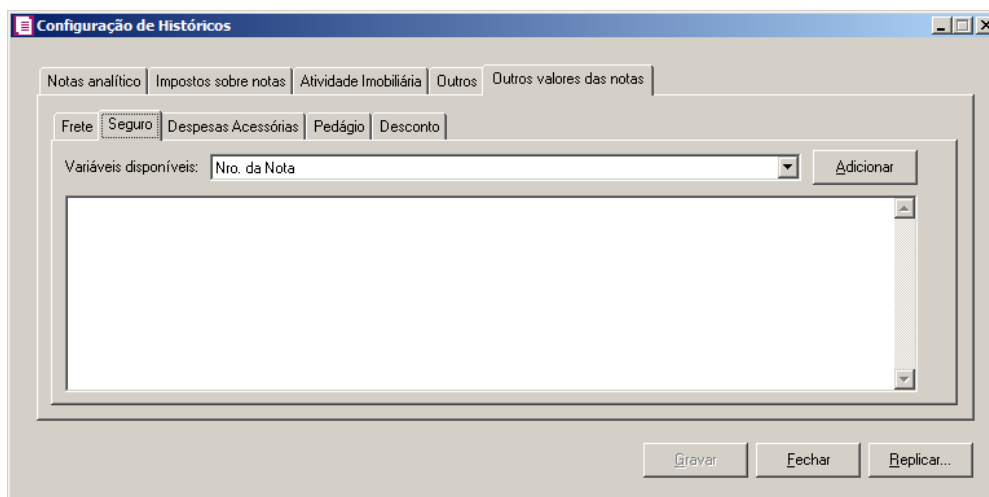 Configuração de Históricos
Notas analítico Impostos sobre notas Atividade Imobiliária Outros Outros valores das notas
Frete Seguro Despesas Acessórias Pedágio Desconto
Variáveis disponíveis: Nro. da Nota Adicionar
Gravar Fechar Replicar...